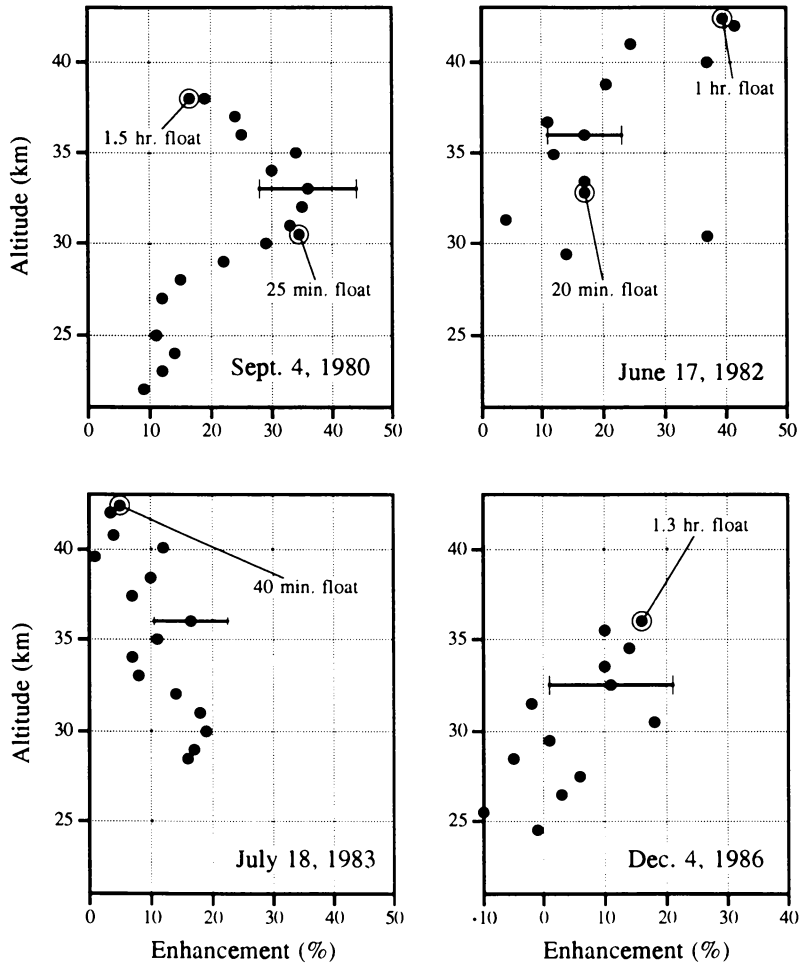 40
35
30
25
Altitude (km)
1.5 hr. float
25 min. float
Sept. 4, 1980
0 10 20 30 40 50
40
35
30
25
1 hr. float
20 min. float
June 17, 1982
0 10 20 30 40 50
40
35
30
25
Altitude (km)
40 min. float
July 18, 1983
0 10 20 30 40 50
Enhancement (%)
40
35
30
25
1.3 hr. float
Dec. 4, 1986
-10 0 10 20 30 40
Enhancement (%)